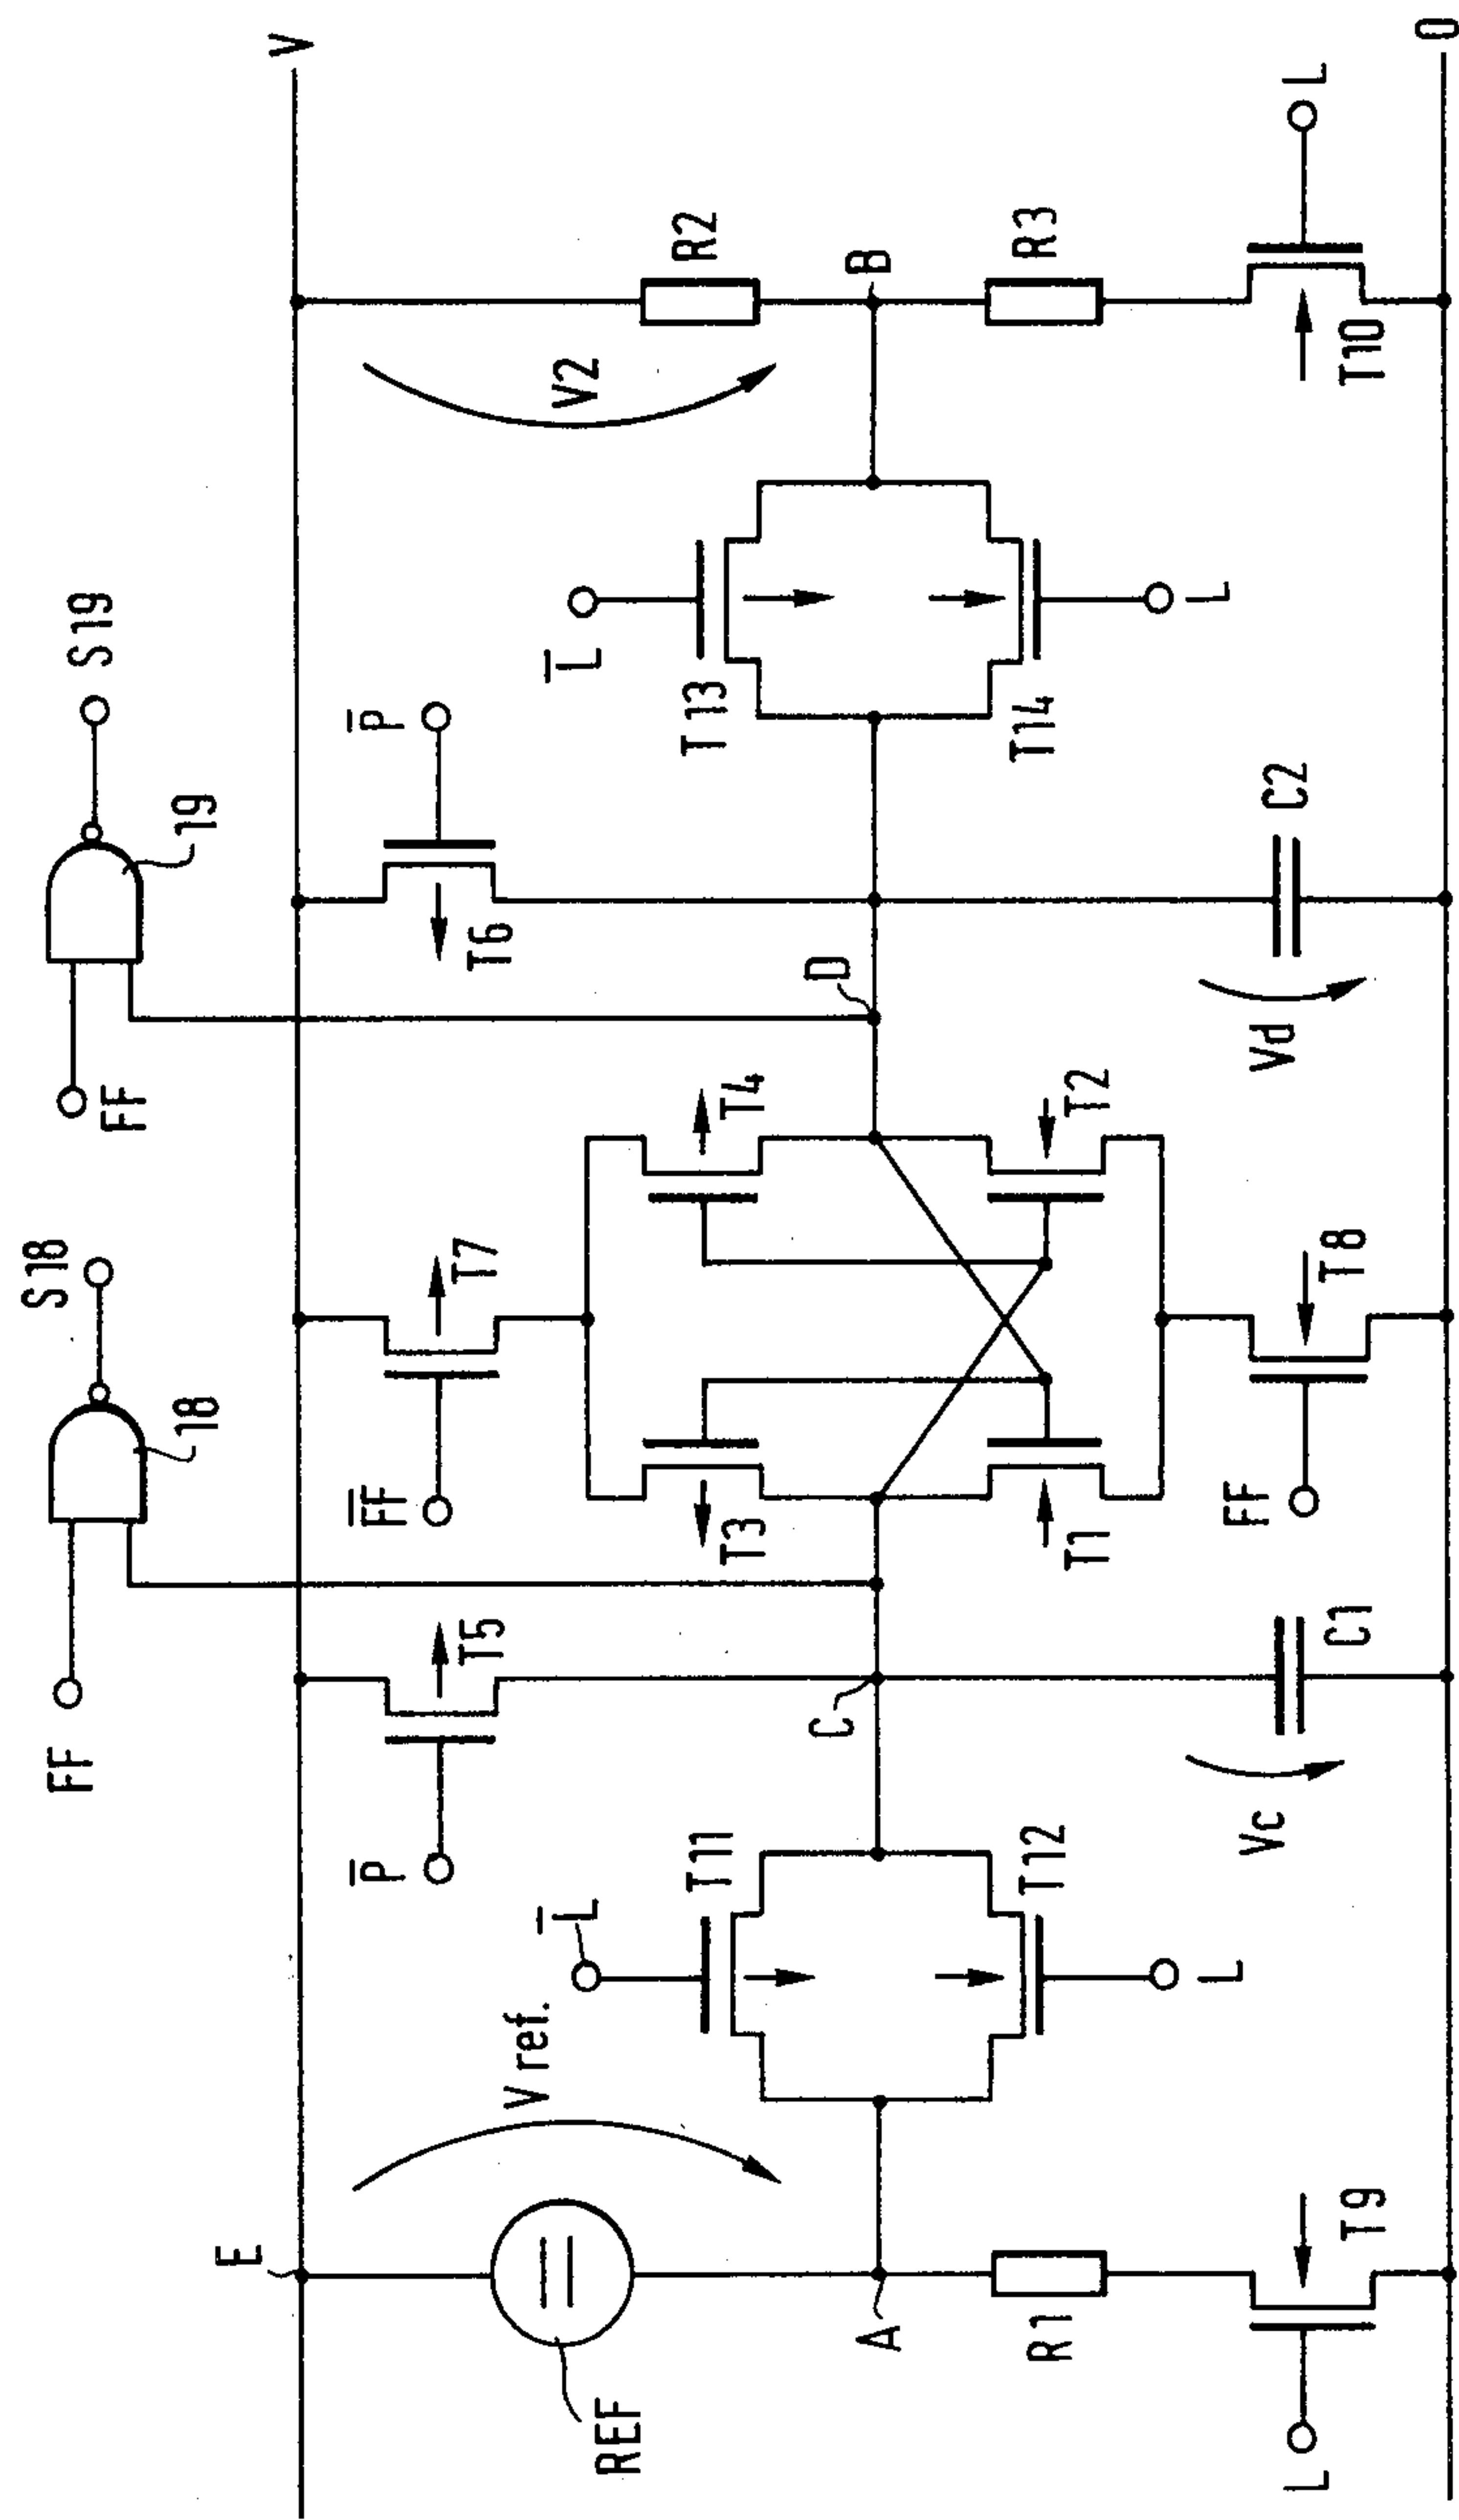 S18
S19
FF
FF
18
19
E
V
P̅
F̅F̅
P̅
T5
T7
T6
Vref.
L̅
L̅
V2
REF
T11
T3
T4
T13
R2
A
C
D
B
R1
T12
T1
T2
T14
R3
L
L
FF
Vc
Vd
C2
L
L
T9
C1
T8
T10
0